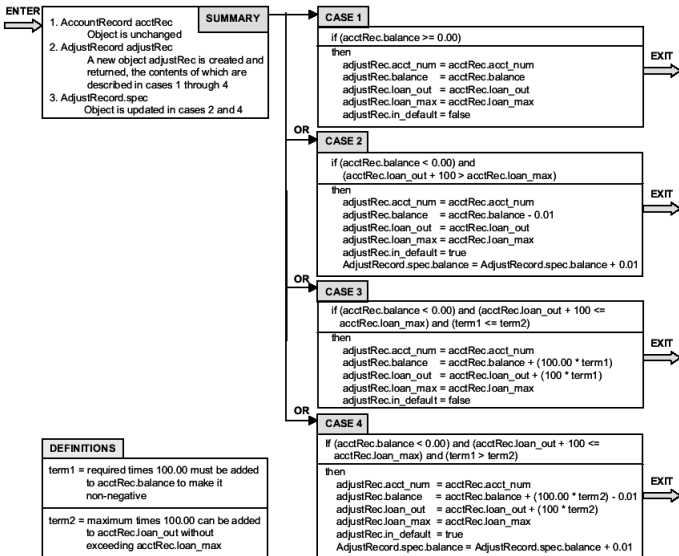 ENTER
SUMMARY
1. AccountRecord acctRec
Object is unchanged
2. AdjustRecord adjustRec
A new object adjustRec is created and
returned, the contents of which are
described in cases 1 through 4
3. AdjustRecord.spec
Object is updated in cases 2 and 4
CASE 1
if (acctRec.balance >= 0.00)
then
adjustRec.acct_num = acctRec.acct_num
adjustRec.balance = acctRec.balance
adjustRec.loan_out = acctRec.loan_out
adjustRec.loan_max = acctRec.loan_max
adjustRec.in_default = false
EXIT
OR
CASE 2
if (acctRec.balance < 0.00) and
(acctRec.loan_out + 100 > acctRec.loan_max)
then
adjustRec.acct_num = acctRec.acct_num
adjustRec.balance = acctRec.balance - 0.01
adjustRec.loan_out = acctRec.loan_out
adjustRec.loan_max = acctRec.loan_max
adjustRec.in_default = true
AdjustRecord.spec.balance = AdjustRecord.spec.balance + 0.01
EXIT
OR
CASE 3
if (acctRec.balance < 0.00) and (acctRec.loan_out + 100 <=
acctRec.loan_max) and (term1 <= term2)
then
adjustRec.acct_num = acctRec.acct_num
adjustRec.balance = acctRec.balance + (100.00 * term1)
adjustRec.loan_out = acctRec.loan_out + (100 * term1)
adjustRec.loan_max = acctRec.loan_max
adjustRec.in_default = false
EXIT
OR
CASE 4
If (acctRec.balance < 0.00) and (acctRec.loan_out + 100 <=
acctRec.loan_max) and (term1 > term2)
then
adjustRec.acct_num = acctRec.acct_num
adjustRec.balance = acctRec.balance + (100.00 * term2) - 0.01
adjustRec.loan_out = acctRec.loan_out + (100 * term2)
adjustRec.loan_max = acctRec.loan_max
adjustRec.in_default = true
AdjustRecord.spec.balance = AdjustRecord.spec.balance + 0.01
EXIT
DEFINITIONS
term1 = required times 100.00 must be added
to acctRec.balance to make it
non-negative
term2 = maximum times 100.00 can be added
to acctRec.loan_out without
exceeding acctRec.loan_max